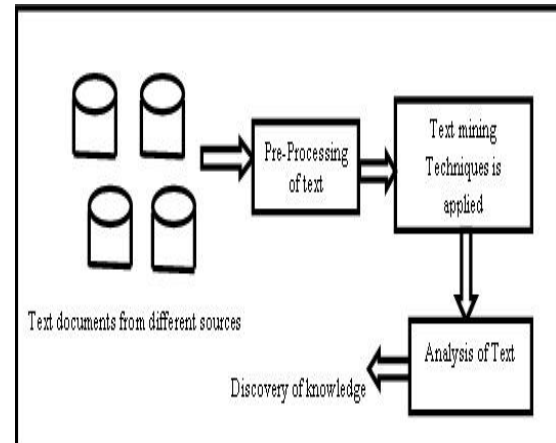 Text documents from different sources
Pre-Processing
of text
Text mining
Techniques is
applied
Analysis of Text
Discovery of knowledge